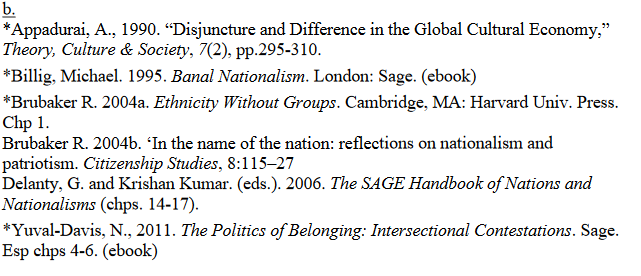 b.
*Appadurai, A., 1990. “Disjuncture and Difference in the Global Cultural Economy,”
Theory, Culture & Society, 7(2), pp.295-310.
*Billig, Michael. 1995. Banal Nationalism. London: Sage. (ebook)
*Brubaker R. 2004a. Ethnicity Without Groups. Cambridge, MA: Harvard Univ. Press.
Chp 1.
Brubaker R. 2004b. ‘In the name of the nation: reflections on nationalism and
patriotism. Citizenship Studies, 8:115–27
Delanty, G. and Krishan Kumar. (eds.). 2006. The SAGE Handbook of Nations and
Nationalisms (chps. 14-17).
*Yuval-Davis, N., 2011. The Politics of Belonging: Intersectional Contestations. Sage.
Esp chps 4-6. (ebook)